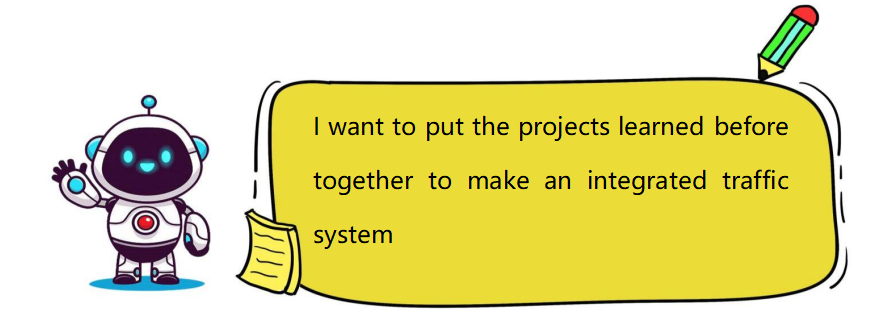 I want to put the projects learned before
together to make an integrated traffic
system